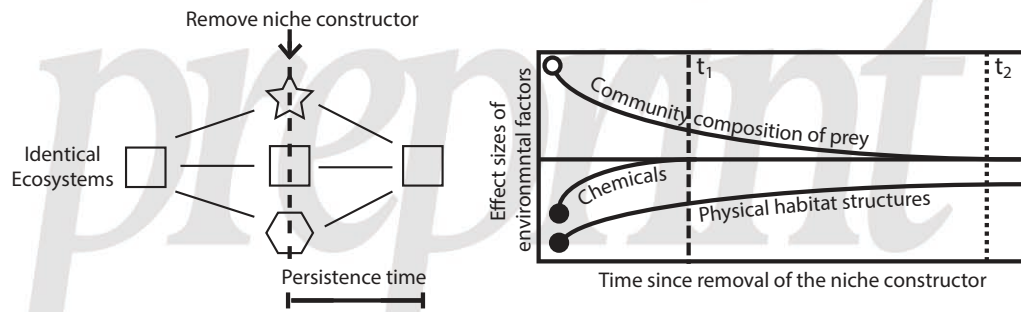 preprint
Remove niche constructor
Identical
Ecosystems
Persistence time
Effect sizes of
environmntal factors
t1
t2
Community composition of prey
Chemicals
Physical habitat structures
Time since removal of the niche constructor